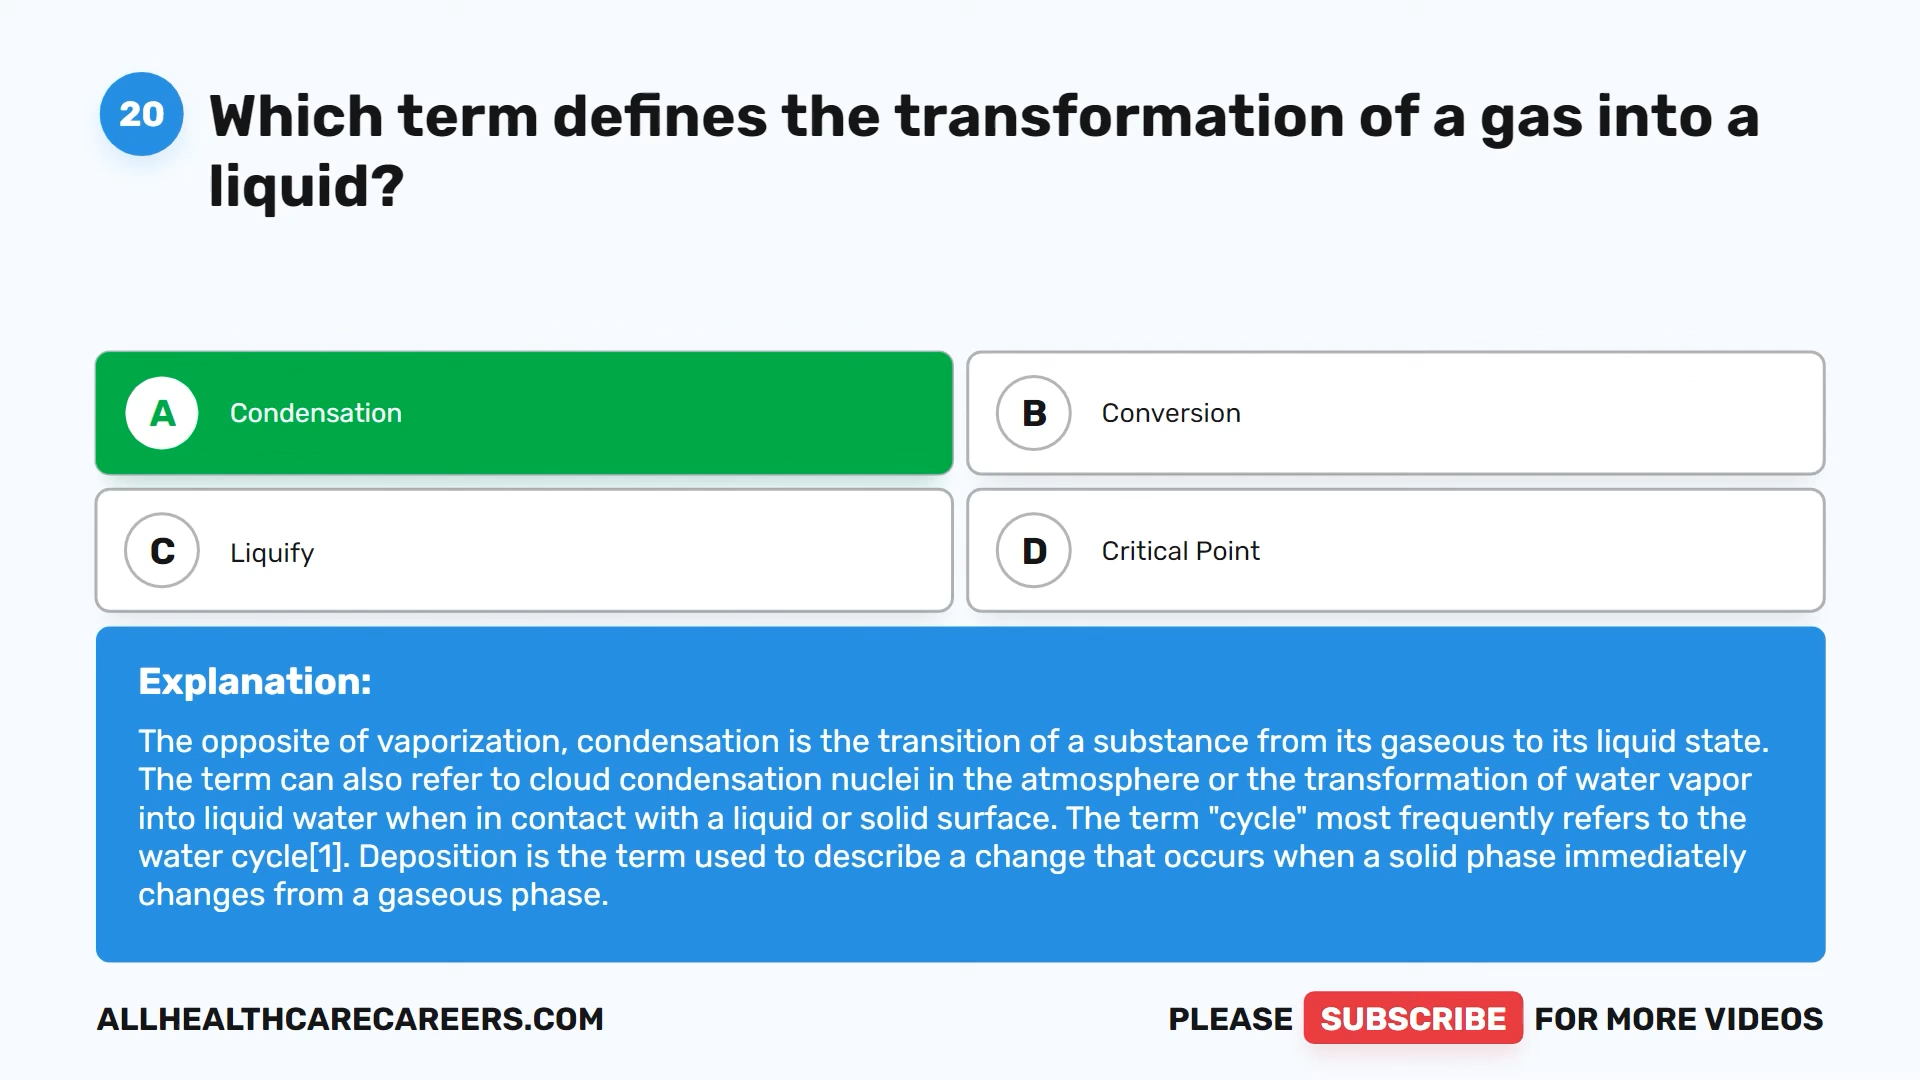 20
Which term defines the transformation of a gas into a
liquid?
A Condensation
B Conversion
C Liquify
D Critical Point
Explanation:
The opposite of vaporization, condensation is the transition of a substance from its gaseous to its liquid state.
The term can also refer to cloud condensation nuclei in the atmosphere or the transformation of water vapor
into liquid water when in contact with a liquid or solid surface. The term "cycle" most frequently refers to the
water cycle[1]. Deposition is the term used to describe a change that occurs when a solid phase immediately
changes from a gaseous phase.
ALLHEALTHCARECAREERS.COM
PLEASE SUBSCRIBE FOR MORE VIDEOS